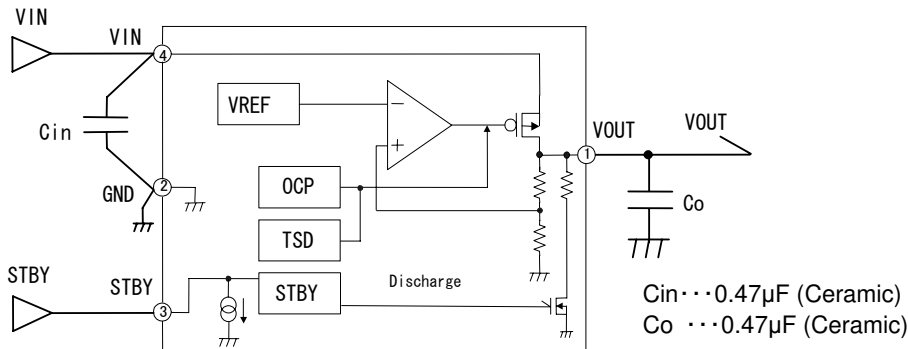 VIN
VIN
4
VREF
−
+
Cin
VOUT
1
VOUT
GND
2
OCP
TSD
Co
STBY
STBY
3
STBY
Discharge
Cin･･･0.47µF (Ceramic)
Co ･･･0.47µF (Ceramic)